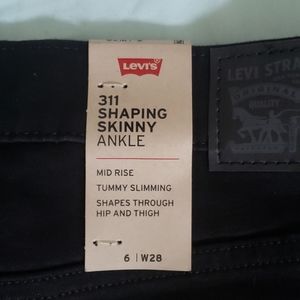 Levi's
311
SHAPING
SKINNY
ANKLE
MID RISE
TUMMY SLIMMING
SHAPES THROUGH
HIP AND THIGH
6 | W28
LEVI STRA
ORIGINAL
QUALITY